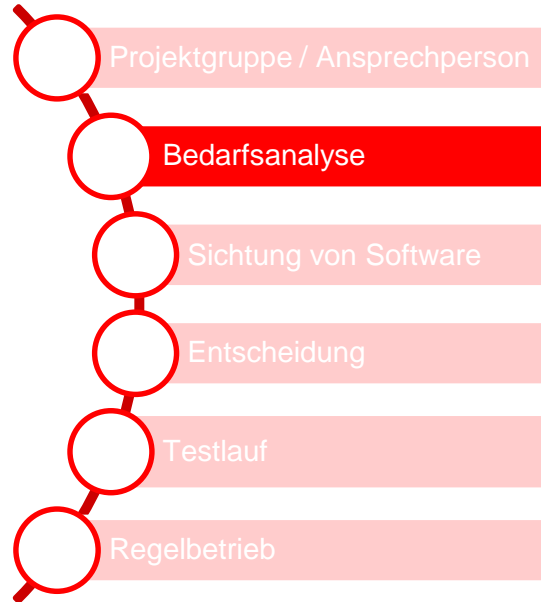 Projektgruppe / Ansprechperson
Bedarfsanalyse
Sichtung von Software
Entscheidung
Testlauf
Regelbetrieb